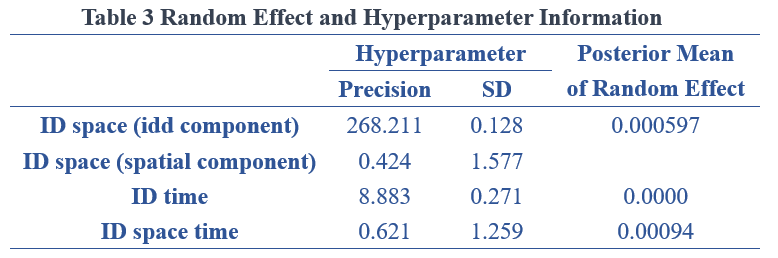 Table 3 Random Effect and Hyperparameter Information
Hyperparameter Posterior Mean
Precision SD of Random Effect
ID space (idd component) 268.211 0.128 0.000597
ID space (spatial component) 0.424 1.577
ID time 8.883 0.271 0.0000
ID space time 0.621 1.259 0.00094